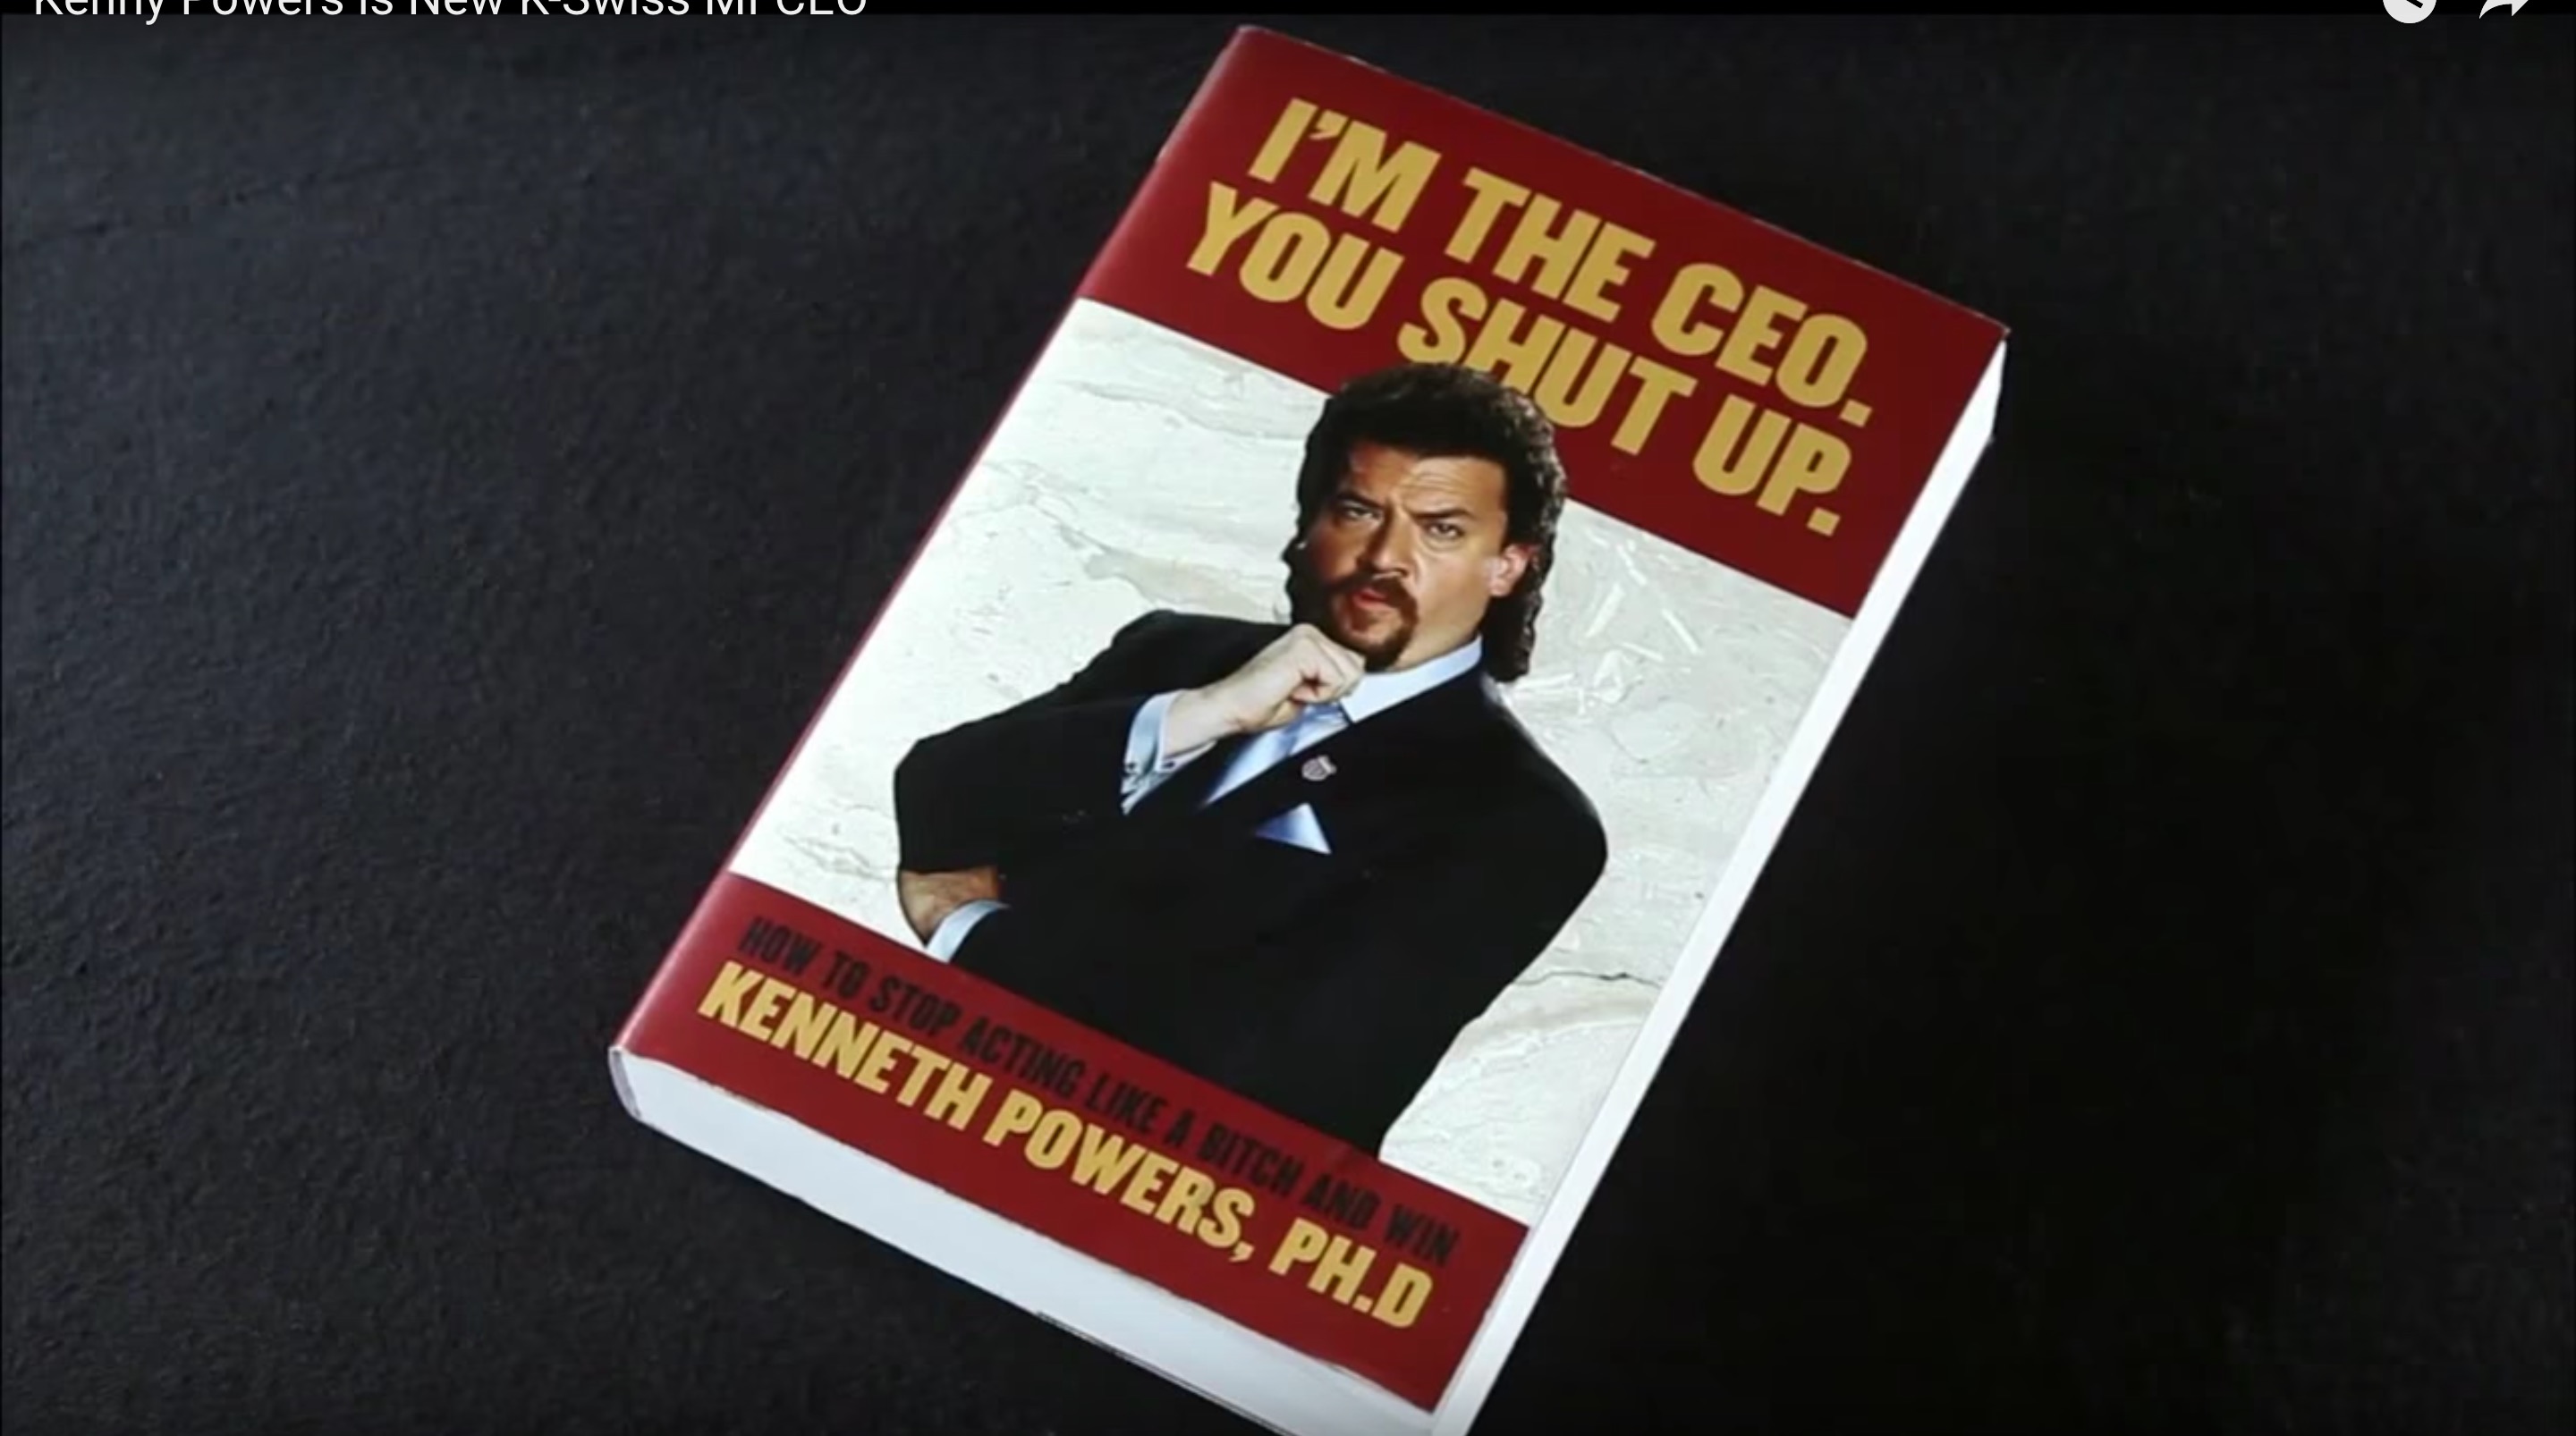 Kenny Powers is New K-Swiss MFCEO
I'M THE CEO.
YOU SHUT UP.
HOW TO STOP ACTING LIKE A BITCH AND WIN
KENNETH POWERS, PH.D